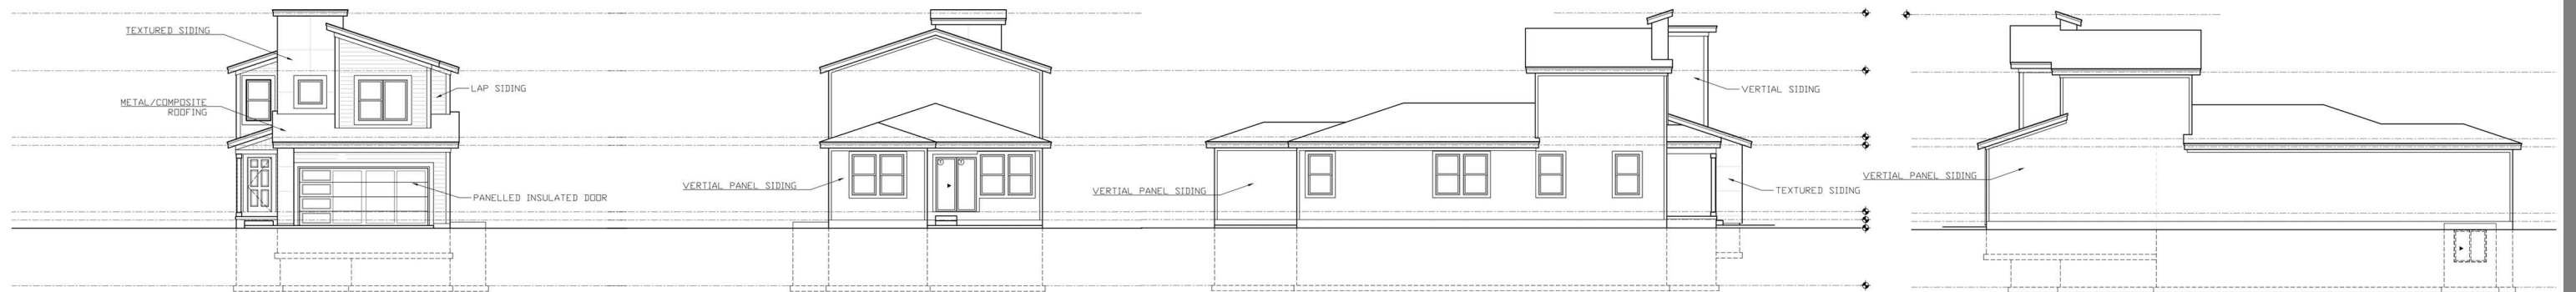 TEXTURED SIDING
METAL/COMPOSITE
ROOFING
LAP SIDING
PANELLED INSULATED DOOR
VERTIAL PANEL SIDING
VERTIAL PANEL SIDING
VERTIAL SIDING
TEXTURED SIDING
VERTIAL PANEL SIDING